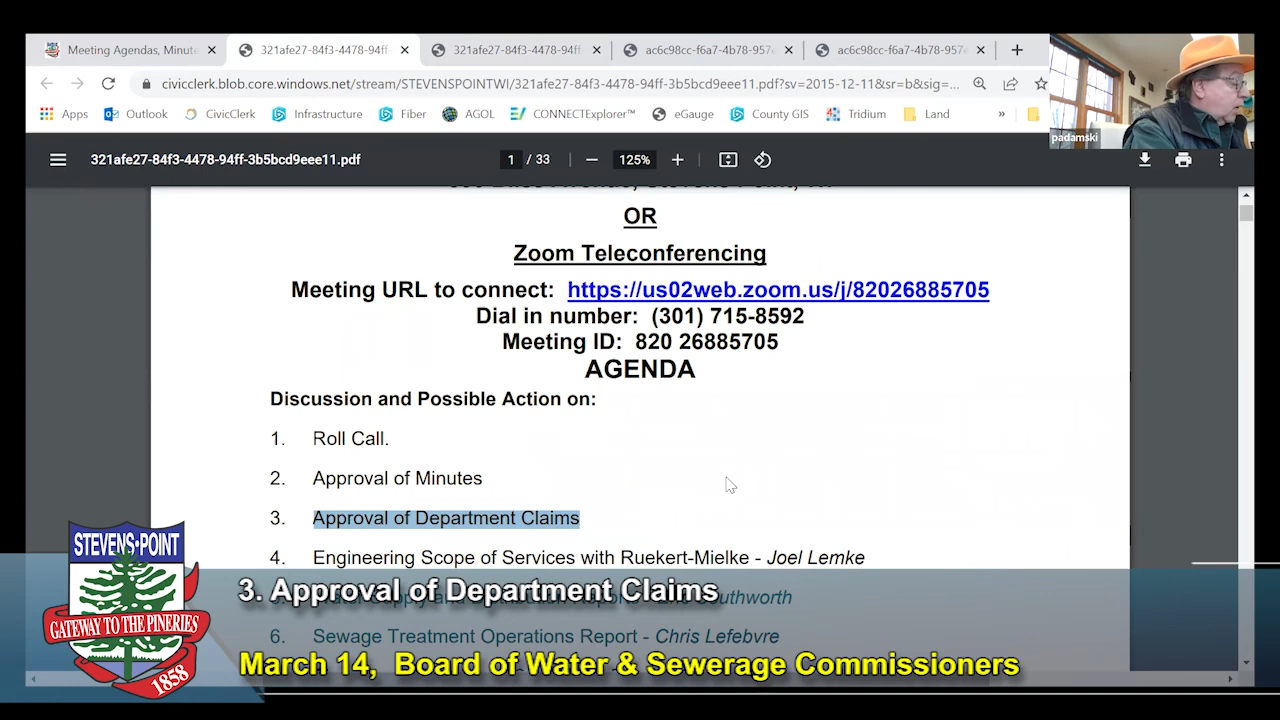 Meeting Agendas, Minute
321afe27-84f3-4478-94ff
321afe27-84f3-4478-94ff
ac6c98cc-f6a7-4b78-957e
ac6c98cc-f6a7-4b78-957e
civicclerk.blob.core.windows.net/stream/STEVENSPOINTWI/321afe27-84f3-4478-94ff-3b5bcd9eee11.pdf?sv=2015-12-11&sr=b&sig=...
Apps
Outlook
CivicClerk
Infrastructure
Fiber
AGOL
CONNECTExplorer™
eGauge
County GIS
Tridium
Land
»
padamski
321afe27-84f3-4478-94ff-3b5bcd9eee11.pdf
1 / 33
125%
OR
Zoom Teleconferencing
Meeting URL to connect: https://us02web.zoom.us/j/82026885705
Dial in number: (301) 715-8592
Meeting ID: 820 26885705
AGENDA
Discussion and Possible Action on:
1. Roll Call.
2. Approval of Minutes
3. Approval of Department Claims
4. Engineering Scope of Services with Ruekert-Mielke - Joel Lemke
6. Sewage Treatment Operations Report - Chris Lefebvre
STEVENS•POINT
GATEWAY TO THE PINERIES
1858
3. Approval of Department Claims
March 14, Board of Water & Sewerage Commissioners